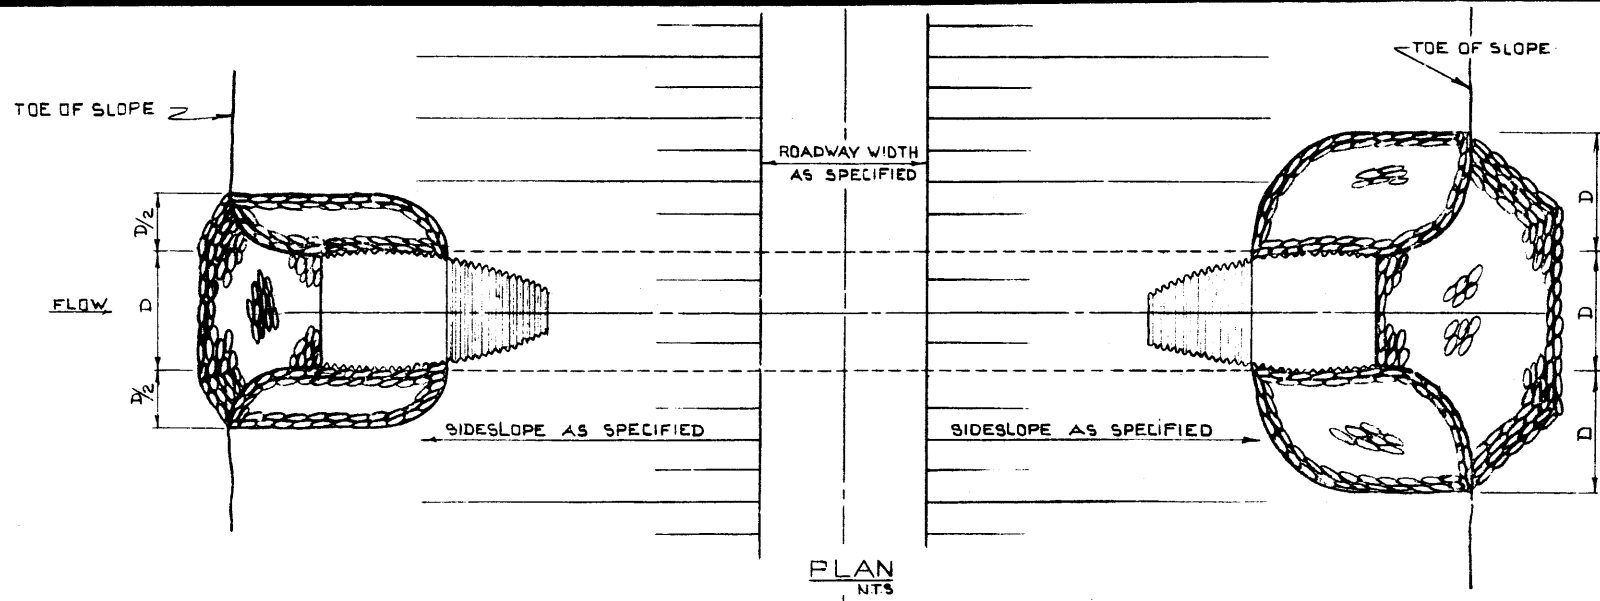 TOE OF SLOPE
TOE OF SLOPE
ROADWAY WIDTH
AS SPECIFIED
D/2
D
D/2
FLOW
D
D
D
SIDESLOPE AS SPECIFIED
SIDESLOPE AS SPECIFIED
PLAN
N.T.S